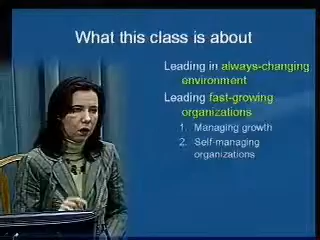 What this class is about
Leading in always-changing
environment
Leading fast-growing
organizations
1. Managing growth
2. Self-managing
organizations